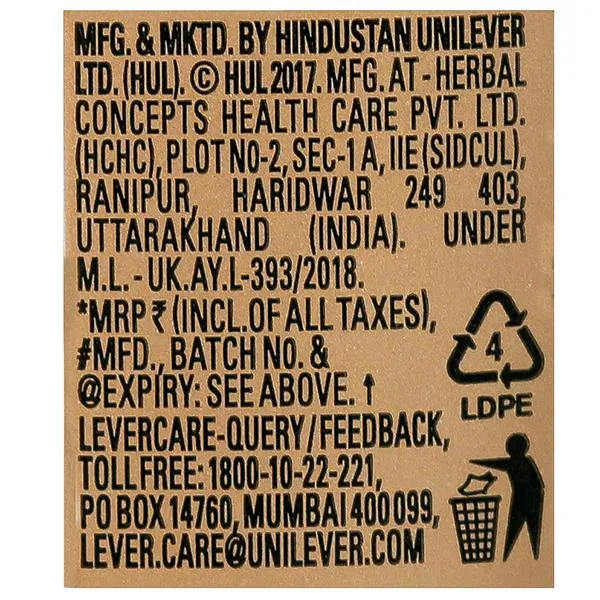 MFG. & MKTD. BY HINDUSTAN UNILEVER
LTD. (HUL). © HUL 2017. MFG. AT - HERBAL
CONCEPTS HEALTH CARE PVT. LTD.
(HCHC), PLOT NO-2, SEC-1A, IIE (SIDCUL),
RANIPUR, HARIDWAR 249 403,
UTTARAKHAND (INDIA). UNDER
M.L. - UK.AY.L-393/2018.
*MRP ₹ (INCL.OF ALL TAXES),
#MFD., BATCH NO. &
@EXPIRY: SEE ABOVE. ↑
LEVERCARE-QUERY/FEEDBACK,
TOLL FREE: 1800-10-22-221,
PO BOX 14760, MUMBAI 400 099,
LEVER.CARE@UNILEVER.COM
4
LDPE